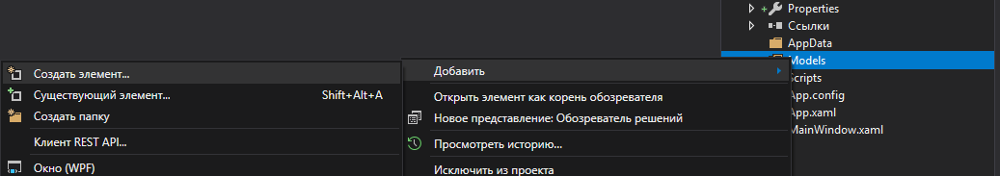 Properties
Ссылки
AppData
Models
Scripts
App.config
App.xaml
MainWindow.xaml
Добавить
Открыть элемент как корень обозревателя
Новое представление: Обозреватель решений
Просмотреть историю...
Исключить из проекта
Создать элемент...
Существующий элемент... Shift+Alt+A
Создать папку
Клиент REST API...
Окно (WPF)